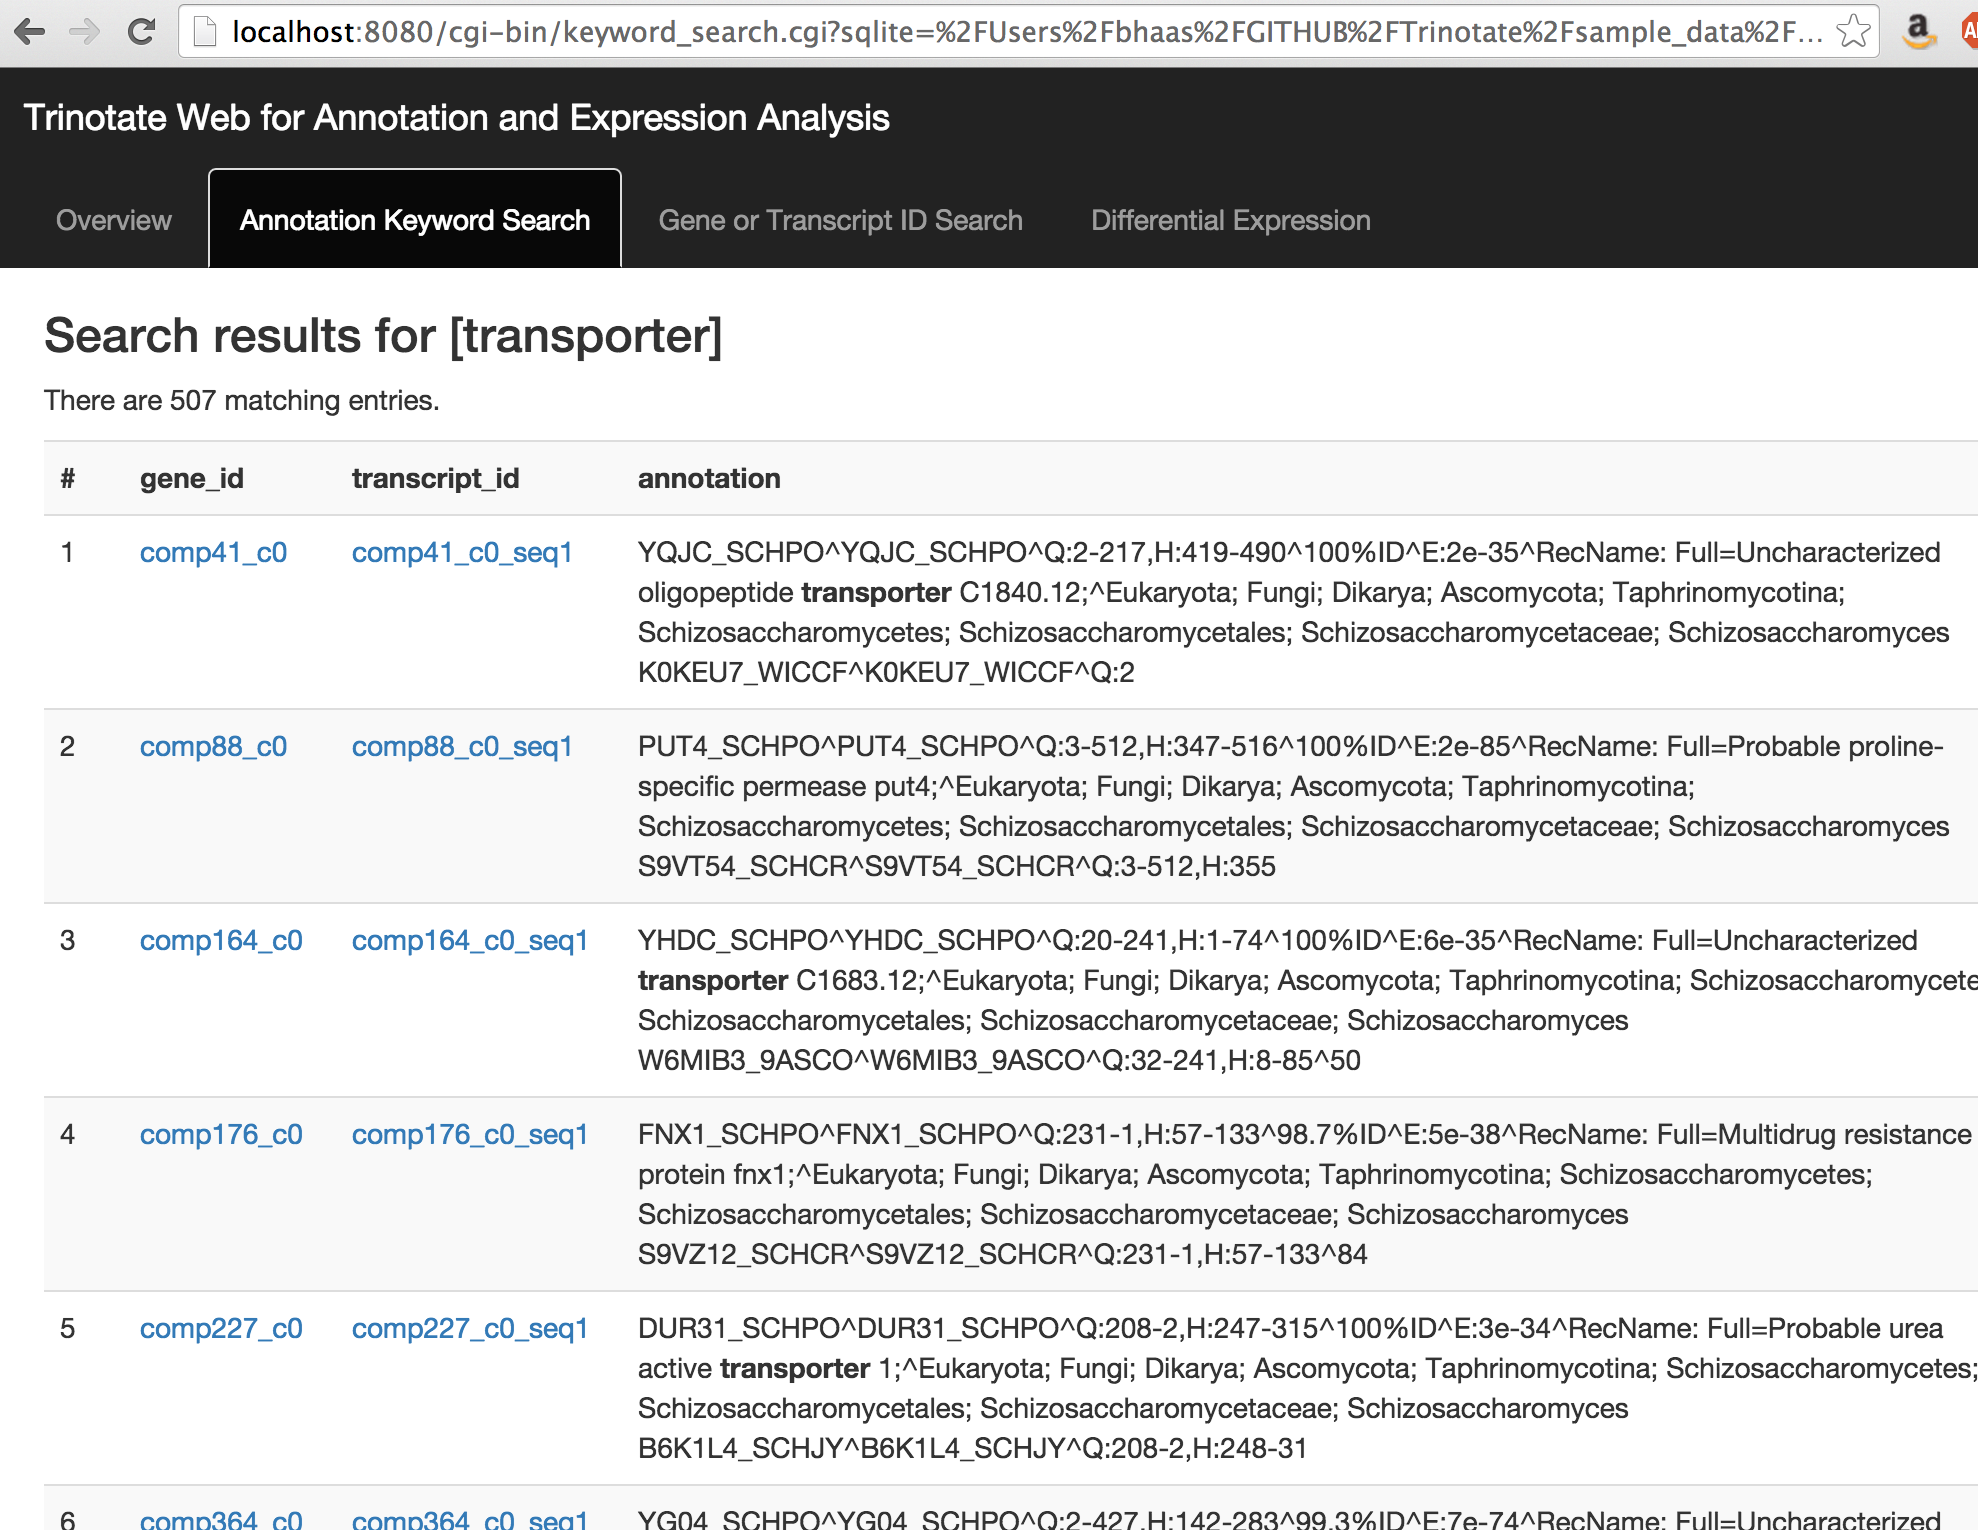 localhost:8080/cgi-bin/keyword_search.cgi?sqlite=%2FUsers%2Fbhaas%2FGITHUB%2FTrinotate%2Fsample_data%2F...
Trinotate Web for Annotation and Expression Analysis
Overview Annotation Keyword Search Gene or Transcript ID Search Differential Expression
Search results for [transporter]
There are 507 matching entries.
# gene_id transcript_id annotation
1 comp41_c0 comp41_c0_seq1 YQJC_SCHPO^YQJC_SCHPO^Q:2-217,H:419-490^100%ID^E:2e-35^RecName: Full=Uncharacterized
oligopeptide transporter C1840.12;^Eukaryota; Fungi; Dikarya; Ascomycota; Taphrinomycotina;
Schizosaccharomycetes; Schizosaccharomycetales; Schizosaccharomycetaceae; Schizosaccharomyces
K0KEU7_WICCF^K0KEU7_WICCF^Q:2
2 comp88_c0 comp88_c0_seq1 PUT4_SCHPO^PUT4_SCHPO^Q:3-512,H:347-516^100%ID^E:2e-85^RecName: Full=Probable proline-
specific permease put4;^Eukaryota; Fungi; Dikarya; Ascomycota; Taphrinomycotina;
Schizosaccharomycetes; Schizosaccharomycetales; Schizosaccharomycetaceae; Schizosaccharomyces
S9VT54_SCHCR^S9VT54_SCHCR^Q:3-512,H:355
3 comp164_c0 comp164_c0_seq1 YHDC_SCHPO^YHDC_SCHPO^Q:20-241,H:1-74^100%ID^E:6e-35^RecName: Full=Uncharacterized
transporter C1683.12;^Eukaryota; Fungi; Dikarya; Ascomycota; Taphrinomycotina; Schizosaccharomycete
Schizosaccharomycetales; Schizosaccharomycetaceae; Schizosaccharomyces
W6MIB3_9ASCO^W6MIB3_9ASCO^Q:32-241,H:8-85^50
4 comp176_c0 comp176_c0_seq1 FNX1_SCHPO^FNX1_SCHPO^Q:231-1,H:57-133^98.7%ID^E:5e-38^RecName: Full=Multidrug resistance
protein fnx1;^Eukaryota; Fungi; Dikarya; Ascomycota; Taphrinomycotina; Schizosaccharomycetes;
Schizosaccharomycetales; Schizosaccharomycetaceae; Schizosaccharomyces
S9VZ12_SCHCR^S9VZ12_SCHCR^Q:231-1,H:57-133^84
5 comp227_c0 comp227_c0_seq1 DUR31_SCHPO^DUR31_SCHPO^Q:208-2,H:247-315^100%ID^E:3e-34^RecName: Full=Probable urea
active transporter 1;^Eukaryota; Fungi; Dikarya; Ascomycota; Taphrinomycotina; Schizosaccharomycetes;
Schizosaccharomycetales; Schizosaccharomycetaceae; Schizosaccharomyces
B6K1L4_SCHJY^B6K1L4_SCHJY^Q:208-2,H:248-31
6 comp364_c0 comp364_c0_seq1 YG04_SCHPO^YG04_SCHPO^Q:2-427,H:142-283^99.3%ID^E:7e-74^RecName: Full=Uncharacterized